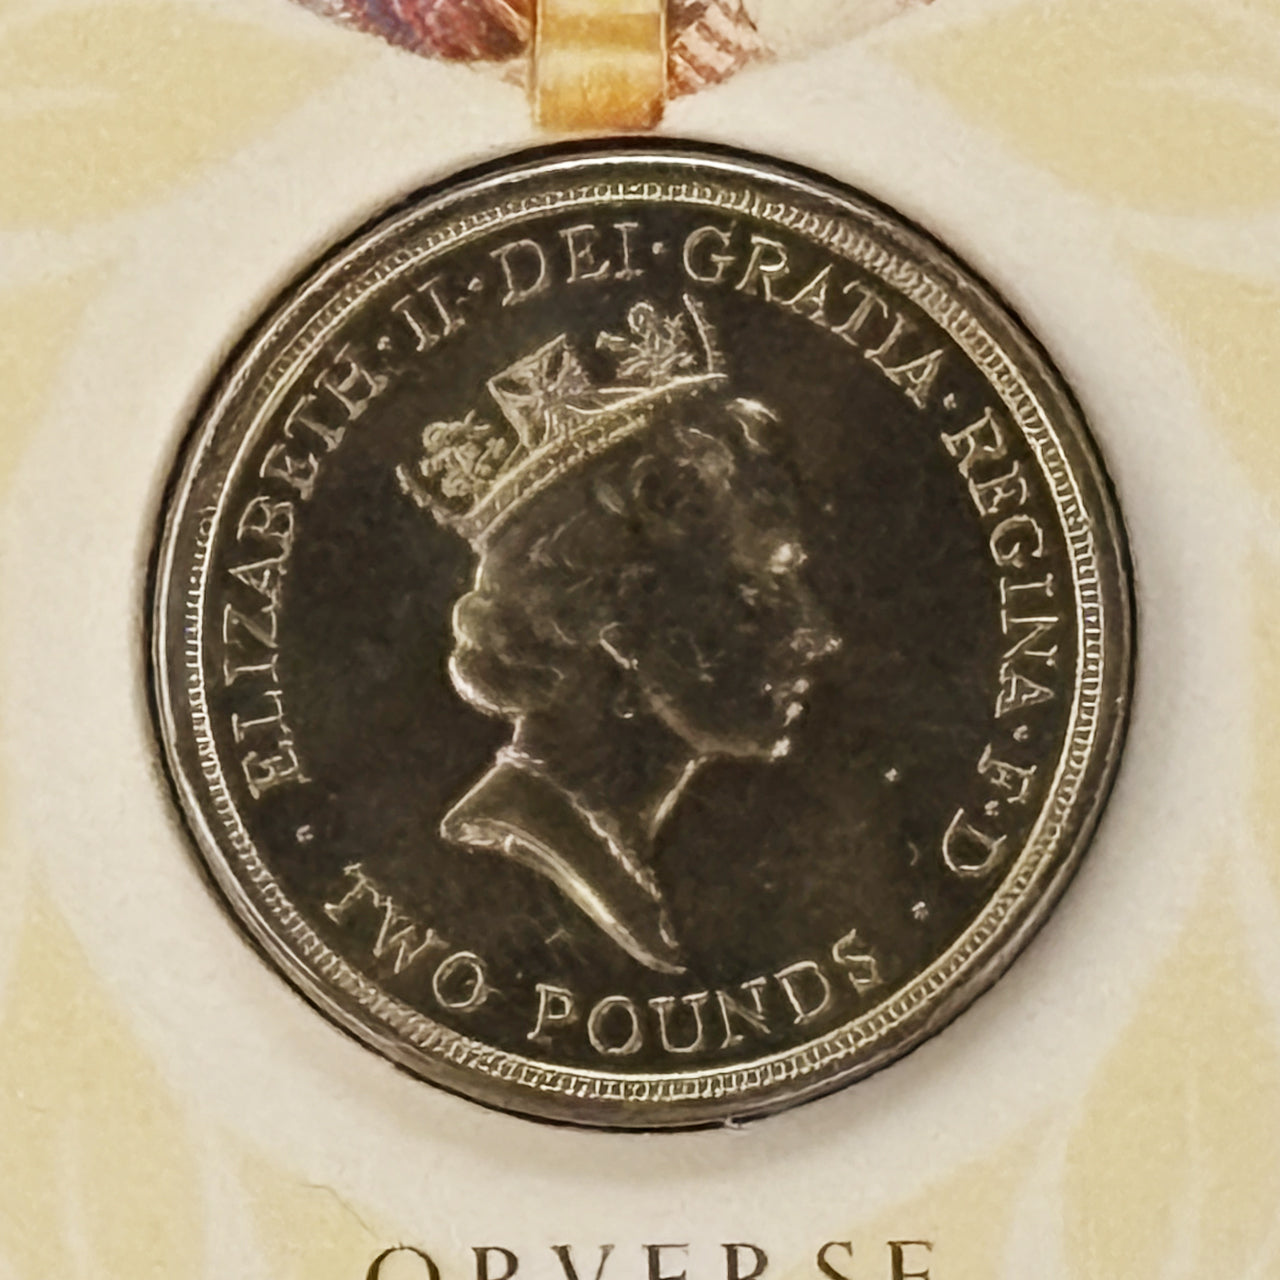 ELIZABETH·II·DEI·GRATIA·REGINA·F·D
TWO POUNDS
OBVERSE